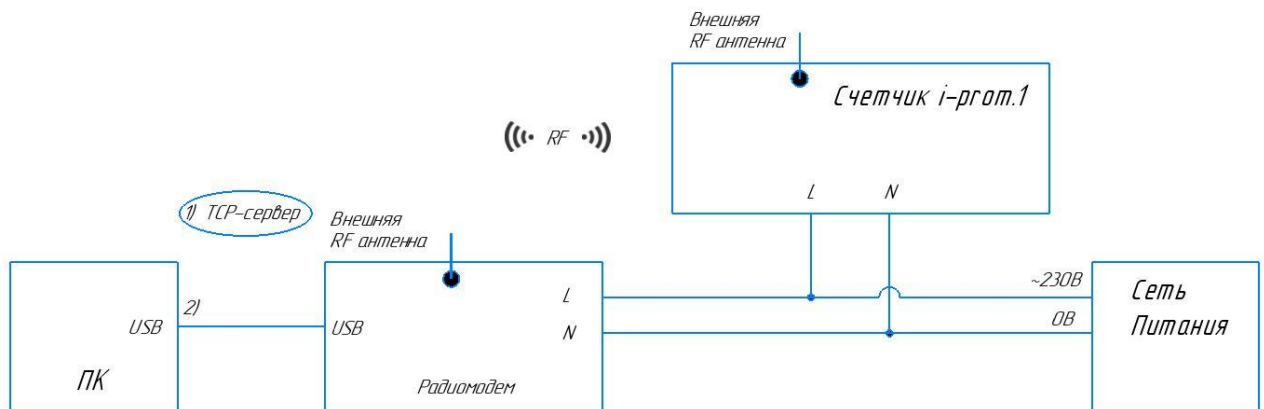 Внешняя
RF антенна
Счетчик i-prom.1
RF
L
N
1) TCP-сервер
Внешняя
RF антенна
2)
USB
ПК
USB
L
N
Радиомодем
~230В
0В
Сеть
Питания